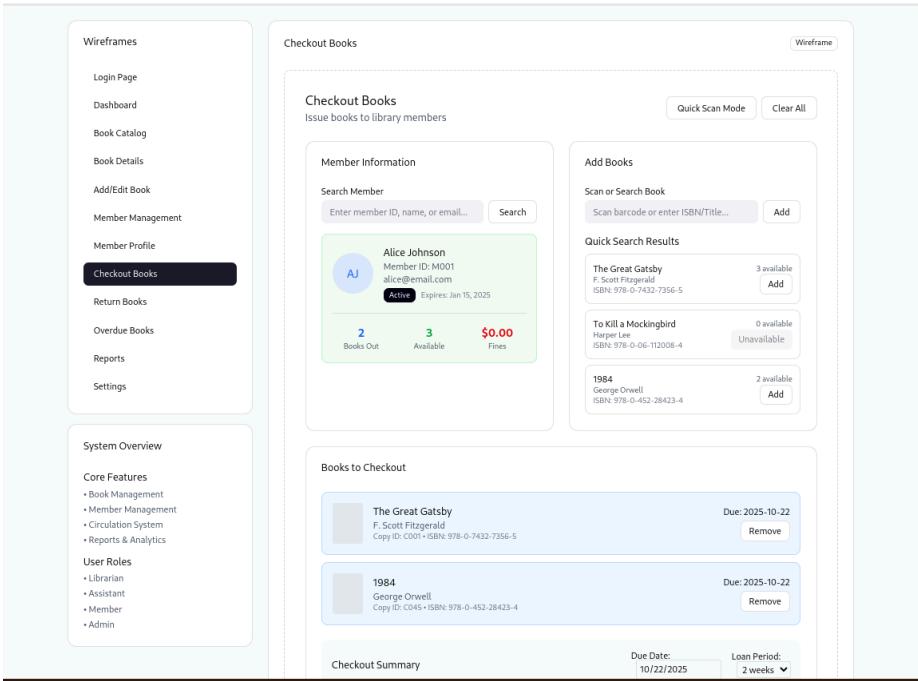 Wireframes
Login Page
Dashboard
Book Catalog
Book Details
Add/Edit Book
Member Management
Member Profile
Checkout Books
Return Books
Overdue Books
Reports
Settings
System Overview
Core Features
• Book Management
• Member Management
• Circulation System
• Reports & Analytics
User Roles
• Librarian
• Assistant
• Member
• Admin
Checkout Books
Wireframe
Checkout Books
Issue books to library members
Quick Scan Mode
Clear All
Member Information
Search Member
Enter member ID, name, or email...
Search
AJ
Alice Johnson
Member ID: M001
alice@email.com
Active Expires: Jan 15, 2025
2 3 $0.00
Books Out Available Fines
Add Books
Scan or Search Book
Scan barcode or enter ISBN/Title...
Add
Quick Search Results
The Great Gatsby
F. Scott Fitzgerald
ISBN: 978-0-7432-7356-5
3 available
Add
To Kill a Mockingbird
Harper Lee
ISBN: 978-0-06-112008-4
0 available
Unavailable
1984
George Orwell
ISBN: 978-0-452-28423-4
2 available
Add
Books to Checkout
The Great Gatsby
F. Scott Fitzgerald
Copy ID: C001 • ISBN: 978-0-7432-7356-5
Due: 2025-10-22
Remove
1984
George Orwell
Copy ID: C045 • ISBN: 978-0-452-28423-4
Due: 2025-10-22
Remove
Checkout Summary
Due Date:
10/22/2025
Loan Period:
2 weeks